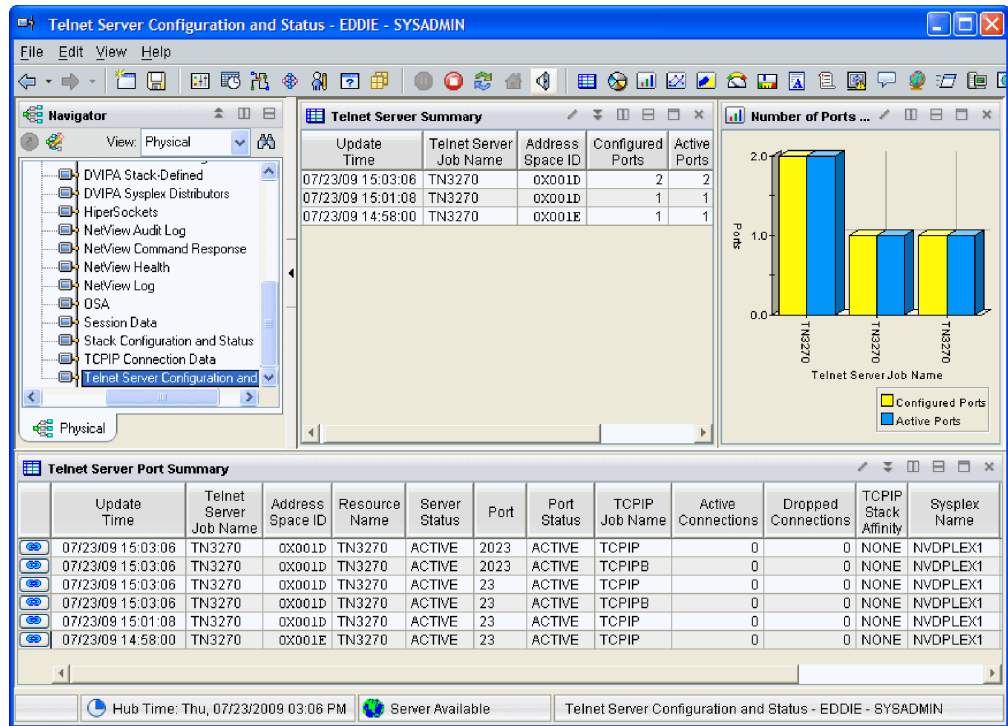 Telnet Server Configuration and Status - EDDIE - SYSADMIN
File Edit View Help
Navigator
View: Physical
DVIPA Stack-Defined
DVIPA Sysplex Distributors
HiperSockets
NetView Audit Log
NetView Command Response
NetView Health
NetView Log
OSA
Session Data
Stack Configuration and Status
TCPIP Connection Data
Telnet Server Configuration and
Physical
Telnet Server Summary
Update Time Telnet Server Job Name Address Space ID Configured Ports Active Ports
07/23/09 15:03:06 TN3270 0X001D 2 2
07/23/09 15:01:08 TN3270 0X001D 1 1
07/23/09 14:58:00 TN3270 0X001E 1 1
Number of Ports ...
2.0
1.0
0.0
Ports
TN3270 TN3270 TN3270
Telnet Server Job Name
Configured Ports
Active Ports
Telnet Server Port Summary
Update Time Telnet Server Job Name Address Space ID Resource Name Server Status Port Port Status TCPIP Job Name Active Connections Dropped Connections TCPIP Stack Affinity Sysplex Name
07/23/09 15:03:06 TN3270 0X001D TN3270 ACTIVE 2023 ACTIVE TCPIP 0 0 NONE NVDPLEX1
07/23/09 15:03:06 TN3270 0X001D TN3270 ACTIVE 2023 ACTIVE TCPIPB 0 0 NONE NVDPLEX1
07/23/09 15:03:06 TN3270 0X001D TN3270 ACTIVE 23 ACTIVE TCPIP 0 0 NONE NVDPLEX1
07/23/09 15:03:06 TN3270 0X001D TN3270 ACTIVE 23 ACTIVE TCPIPB 0 0 NONE NVDPLEX1
07/23/09 15:01:08 TN3270 0X001D TN3270 ACTIVE 23 ACTIVE TCPIP 0 0 NONE NVDPLEX1
07/23/09 14:58:00 TN3270 0X001E TN3270 ACTIVE 23 ACTIVE TCPIP 0 0 NONE NVDPLEX1
Hub Time: Thu, 07/23/2009 03:06 PM Server Available Telnet Server Configuration and Status - EDDIE - SYSADMIN